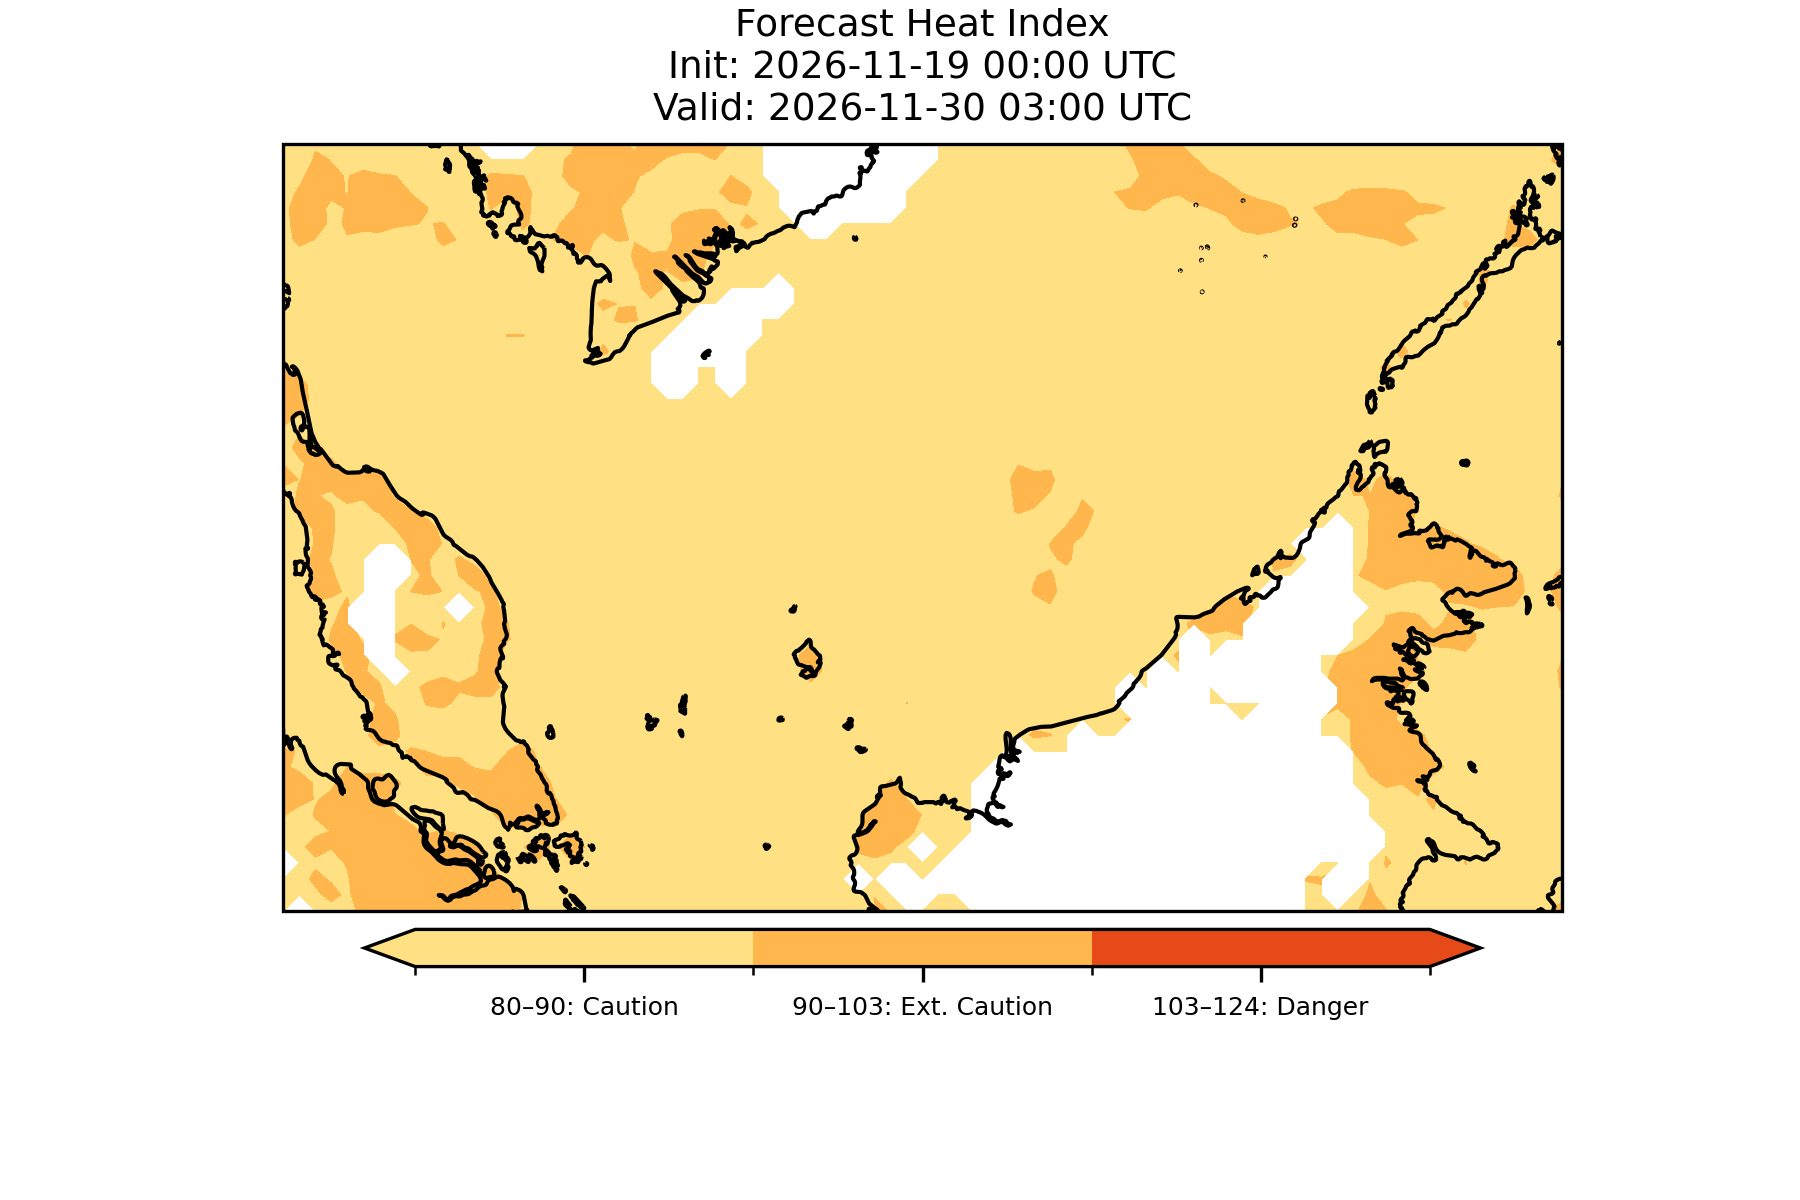 Forecast Heat Index
Init: 2026-11-19 00:00 UTC
Valid: 2026-11-30 03:00 UTC
80–90: Caution
90–103: Ext. Caution
103–124: Danger